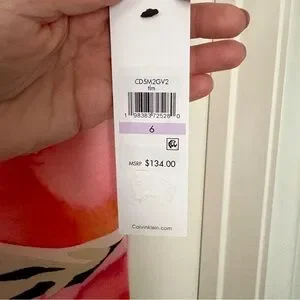 CD5M2GV2
flm
1 98383 72528 0
6
MSRP $134.00
Calvinklein.com